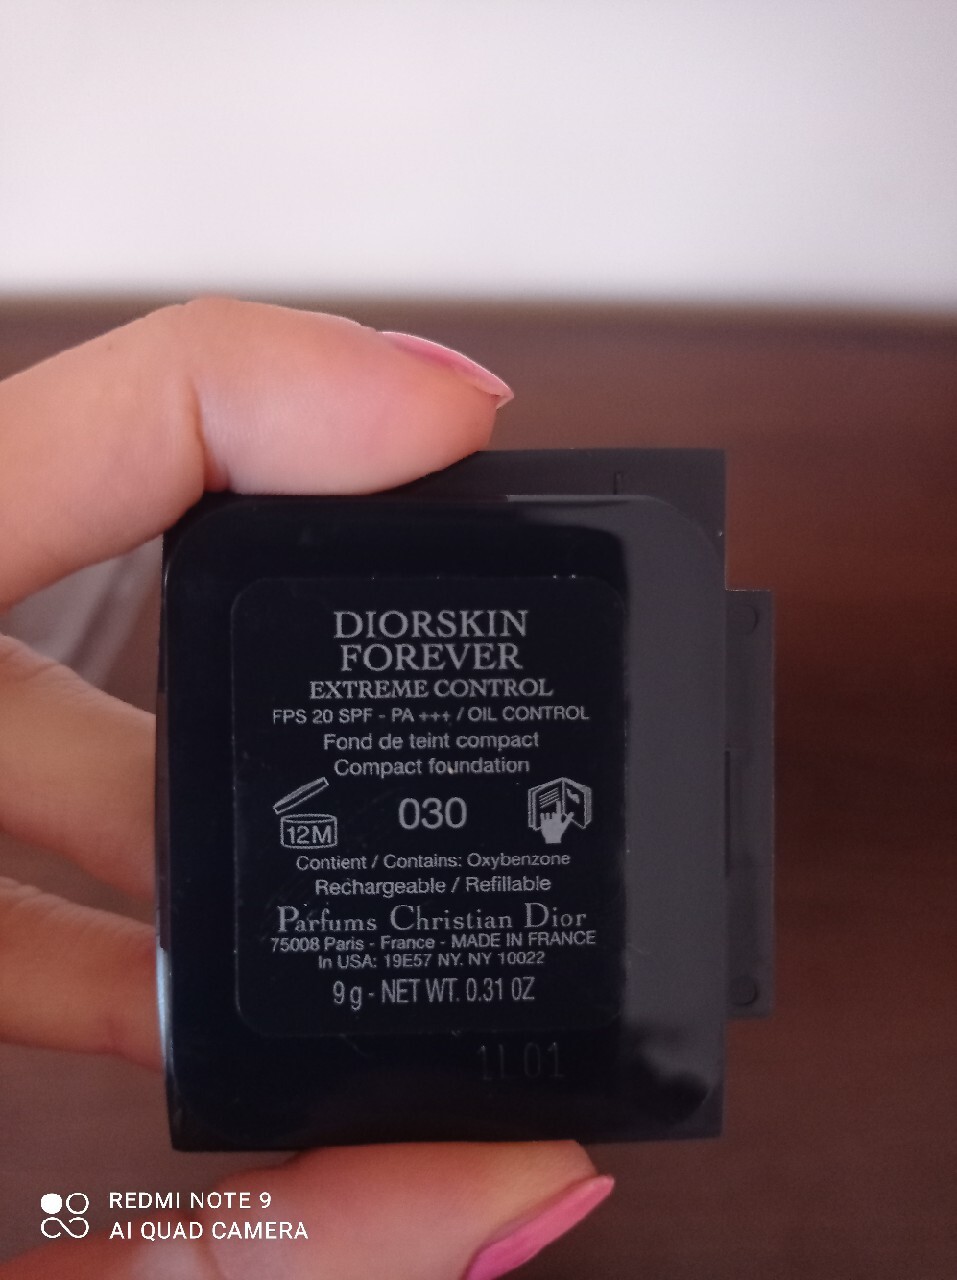 DIORSKIN
FOREVER
EXTREME CONTROL
FPS 20 SPF - PA +++ / OIL CONTROL
Fond de teint compact
Compact foundation
12M
030
Contient / Contains: Oxybenzone
Rechargeable / Refillable
Parfums Christian Dior
75008 Paris - France - MADE IN FRANCE
In USA: 19E57 NY. NY 10022
9 g - NET WT. 0.31 OZ
1L01
REDMI NOTE 9
AI QUAD CAMERA